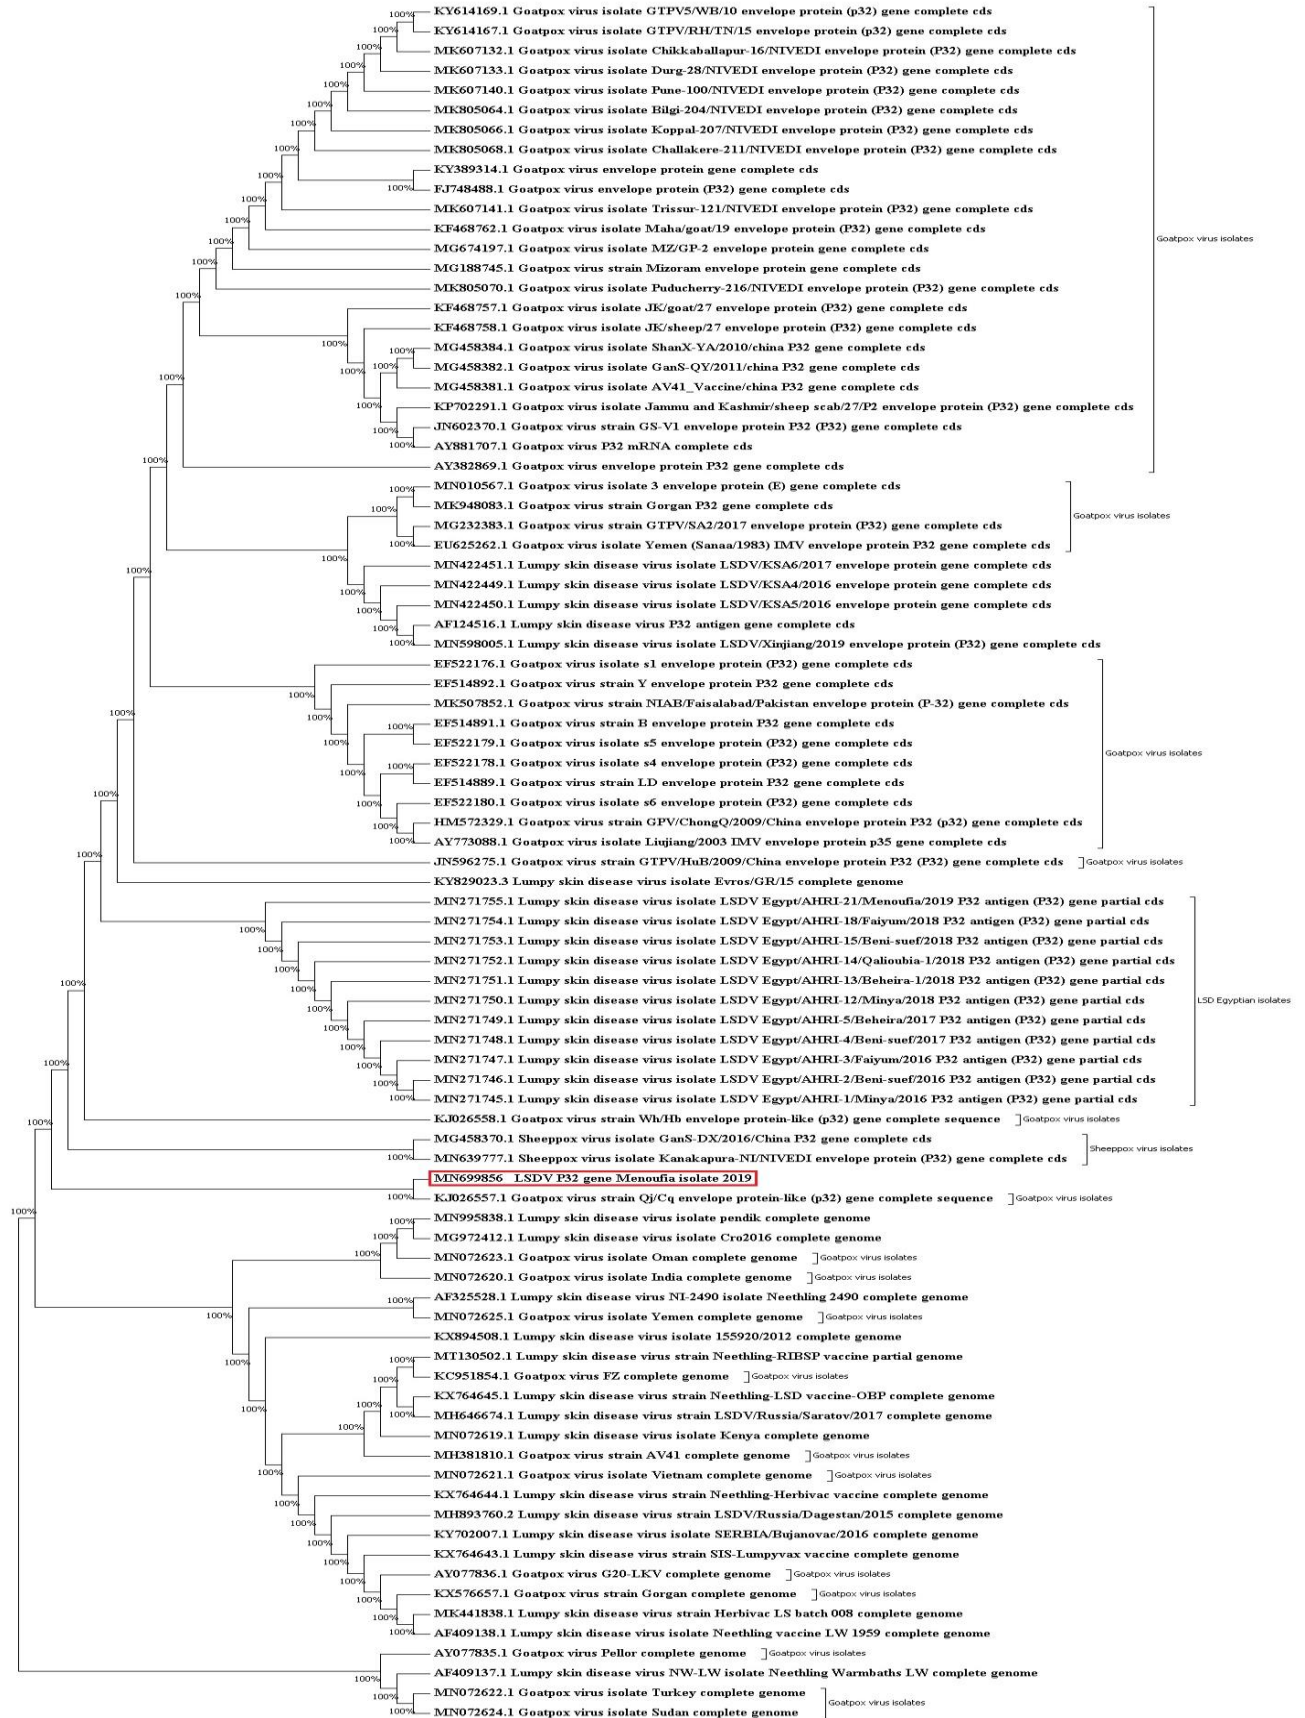 KY614169.1 Goatpox virus isolate GTPV5/WB/10 envelope protein (p32) gene complete cds
KY614167.1 Goatpox virus isolate GTPV/RH/TN/15 envelope protein (p32) gene complete cds
MK607132.1 Goatpox virus isolate Chikkaballapur-16/NIVEDI envelope protein (P32) gene complete cds
MK607133.1 Goatpox virus isolate Durg-28/NIVEDI envelope protein (P32) gene complete cds
MK607140.1 Goatpox virus isolate Pune-100/NIVEDI envelope protein (P32) gene complete cds
MK805064.1 Goatpox virus isolate Bilgi-204/NIVEDI envelope protein (P32) gene complete cds
MK805066.1 Goatpox virus isolate Koppal-207/NIVEDI envelope protein (P32) gene complete cds
MK805068.1 Goatpox virus isolate Challakere-211/NIVEDI envelope protein (P32) gene complete cds
KY389314.1 Goatpox virus envelope protein gene complete cds
FJ748488.1 Goatpox virus envelope protein (P32) gene complete cds
MK607141.1 Goatpox virus isolate Trissur-121/NIVEDI envelope protein (P32) gene complete cds
KF468762.1 Goatpox virus isolate Maha/goat/19 envelope protein (P32) gene complete cds
Goatpox virus isolates
MG674197.1 Goatpox virus isolate MZ/GP-2 envelope protein gene complete cds
MG188745.1 Goatpox virus strain Mizoram envelope protein gene complete cds
MK805070.1 Goatpox virus isolate Puducherry-216/NIVEDI envelope protein (P32) gene complete cds
KF468757.1 Goatpox virus isolate JK/goat/27 envelope protein (P32) gene complete cds
KF468758.1 Goatpox virus isolate JK/sheep/27 envelope protein (P32) gene complete cds
MG458384.1 Goatpox virus isolate ShanX-YA/2010/china P32 gene complete cds
MG458382.1 Goatpox virus isolate GanS-QY/2011/china P32 gene complete cds
MG458381.1 Goatpox virus isolate AV41_Vaccine/china P32 gene complete cds
KP702291.1 Goatpox virus isolate Jammu and Kashmir/sheep scab/27/P2 envelope protein (P32) gene complete cds
JN602370.1 Goatpox virus strain GS-V1 envelope protein P32 (P32) gene complete cds
AY881707.1 Goatpox virus P32 mRNA complete cds
AY382869.1 Goatpox virus envelope protein P32 gene complete cds
MN010567.1 Goatpox virus isolate 3 envelope protein (E) gene complete cds
MK948083.1 Goatpox virus strain Gorgan P32 gene complete cds
Goatpox virus isolates
MG232383.1 Goatpox virus strain GTPV/SA2/2017 envelope protein (P32) gene complete cds
EU625262.1 Goatpox virus isolate Yemen (Sanaa/1983) IMV envelope protein P32 gene complete cds
MN422451.1 Lumpy skin disease virus isolate LSDV/KSA6/2017 envelope protein gene complete cds
MN422449.1 Lumpy skin disease virus isolate LSDV/KSA4/2016 envelope protein gene complete cds
MN422450.1 Lumpy skin disease virus isolate LSDV/KSA5/2016 envelope protein gene complete cds
AF124516.1 Lumpy skin disease virus P32 antigen gene complete cds
MN598005.1 Lumpy skin disease virus isolate LSDV/Xinjiang/2019 envelope protein (P32) gene complete cds
EF522176.1 Goatpox virus isolate s1 envelope protein (P32) gene complete cds
EF514892.1 Goatpox virus strain Y envelope protein P32 gene complete cds
MK507852.1 Goatpox virus strain NIAB/Faisalabad/Pakistan envelope protein (P-32) gene complete cds
EF514891.1 Goatpox virus strain B envelope protein P32 gene complete cds
EF522179.1 Goatpox virus isolate s5 envelope protein (P32) gene complete cds
Goatpox virus isolates
EF522178.1 Goatpox virus isolate s4 envelope protein (P32) gene complete cds
EF514889.1 Goatpox virus strain LD envelope protein P32 gene complete cds
EF522180.1 Goatpox virus isolate s6 envelope protein (P32) gene complete cds
HM572329.1 Goatpox virus strain GPV/ChongQ/2009/China envelope protein P32 (p32) gene complete cds
AY773088.1 Goatpox virus isolate Liujiang/2003 IMV envelope protein p35 gene complete cds
JN596275.1 Goatpox virus strain GTPV/HuB/2009/China envelope protein P32 (P32) gene complete cds Goatpox virus isolates
KY829023.3 Lumpy skin disease virus isolate Evros/GR/15 complete genome
MN271755.1 Lumpy skin disease virus isolate LSDV Egypt/AHRI-21/Menoufia/2019 P32 antigen (P32) gene partial cds
MN271754.1 Lumpy skin disease virus isolate LSDV Egypt/AHRI-18/Faiyum/2018 P32 antigen (P32) gene partial cds
MN271753.1 Lumpy skin disease virus isolate LSDV Egypt/AHRI-15/Beni-suef/2018 P32 antigen (P32) gene partial cds
MN271752.1 Lumpy skin disease virus isolate LSDV Egypt/AHRI-14/Qalioubia-1/2018 P32 antigen (P32) gene partial cds
MN271751.1 Lumpy skin disease virus isolate LSDV Egypt/AHRI-13/Beheira-1/2018 P32 antigen (P32) gene partial cds
MN271750.1 Lumpy skin disease virus isolate LSDV Egypt/AHRI-12/Minya/2018 P32 antigen (P32) gene partial cds
LSD Egyptian isolates
MN271749.1 Lumpy skin disease virus isolate LSDV Egypt/AHRI-5/Beheira/2017 P32 antigen (P32) gene partial cds
MN271748.1 Lumpy skin disease virus isolate LSDV Egypt/AHRI-4/Beni-suef/2017 P32 antigen (P32) gene partial cds
MN271747.1 Lumpy skin disease virus isolate LSDV Egypt/AHRI-3/Faiyum/2016 P32 antigen (P32) gene partial cds
MN271746.1 Lumpy skin disease virus isolate LSDV Egypt/AHRI-2/Beni-suef/2016 P32 antigen (P32) gene partial cds
MN271745.1 Lumpy skin disease virus isolate LSDV Egypt/AHRI-1/Minya/2016 P32 antigen (P32) gene partial cds
KJ026558.1 Goatpox virus strain Wh/Hb envelope protein-like (p32) gene complete sequence Goatpox virus isolates
MG458370.1 Sheeppox virus isolate GanS-DX/2016/China P32 gene complete cds
Sheeppox virus isolates
MN639777.1 Sheeppox virus isolate Kanakapura-NI/NIVEDI envelope protein (P32) gene complete cds
MN699856 LSDV P32 gene Menoufia isolate 2019
KJ026557.1 Goatpox virus strain Qj/Cq envelope protein-like (p32) gene complete sequence Goatpox virus isolates
MN995838.1 Lumpy skin disease virus isolate pendik complete genome
MG972412.1 Lumpy skin disease virus isolate Cro2016 complete genome
MN072623.1 Goatpox virus isolate Oman complete genome Goatpox virus isolates
MN072620.1 Goatpox virus isolate India complete genome Goatpox virus isolates
AF325528.1 Lumpy skin disease virus NI-2490 isolate Neethling 2490 complete genome
MN072625.1 Goatpox virus isolate Yemen complete genome Goatpox virus isolates
KX894508.1 Lumpy skin disease virus isolate 155920/2012 complete genome
MT130502.1 Lumpy skin disease virus strain Neethling-RIBSP vaccine partial genome
KC951854.1 Goatpox virus FZ complete genome Goatpox virus isolates
KX764645.1 Lumpy skin disease virus strain Neethling-LSD vaccine-OBP complete genome
MH646674.1 Lumpy skin disease virus strain LSDV/Russia/Saratov/2017 complete genome
MN072619.1 Lumpy skin disease virus isolate Kenya complete genome
MH381810.1 Goatpox virus strain AV41 complete genome Goatpox virus isolates
MN072621.1 Goatpox virus isolate Vietnam complete genome Goatpox virus isolates
KX764644.1 Lumpy skin disease virus strain Neethling-Herbivac vaccine complete genome
MH893760.2 Lumpy skin disease virus strain LSDV/Russia/Dagestan/2015 complete genome
KY702007.1 Lumpy skin disease virus isolate SERBIA/Bujanovac/2016 complete genome
KX764643.1 Lumpy skin disease virus strain SIS-Lumpyvax vaccine complete genome
AY077836.1 Goatpox virus G20-LKV complete genome Goatpox virus isolates
KX576657.1 Goatpox virus strain Gorgan complete genome Goatpox virus isolates
MK441838.1 Lumpy skin disease virus strain Herbivac LS batch 008 complete genome
AF409138.1 Lumpy skin disease virus isolate Neethling vaccine LW 1959 complete genome
AY077835.1 Goatpox virus Pellor complete genome Goatpox virus isolates
AF409137.1 Lumpy skin disease virus NW-LW isolate Neethling Warmbaths LW complete genome
MN072622.1 Goatpox virus isolate Turkey complete genome
Goatpox virus isolates
MN072624.1 Goatpox virus isolate Sudan complete genome